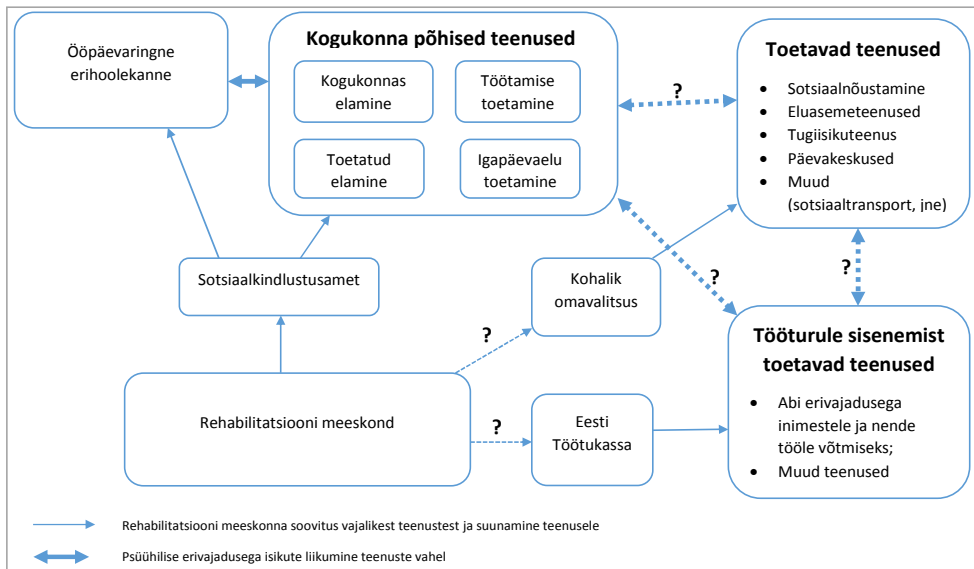 Ööpäevaringne
erihoolekanne
Kogukonna põhised teenused
Kogukonnas
elamine
Töötamise
toetamine
Toetatud
elamine
Igapäevaelu
toetamine
?
Toetavad teenused
• Sotsiaalnõustamine
• Eluasemeteenused
• Tugiisikuteenus
• Päevakeskused
• Muud
(sotsiaaltransport, jne)
Sotsiaalkindlustusamet
Kohalik
omavalitsus
?
?
?
Tööturule sisenemist
toetavad teenused
• Abi erivajadusega
inimestele ja nende
tööle võtmiseks;
• Muud teenused
Rehabilitatsiooni meeskond
?
Eesti
Töötukassa
Rehabilitatsiooni meeskonna soovitus vajalikest teenustest ja suunamine teenusele
Psüühilise erivajadusega isikute liikumine teenuste vahel